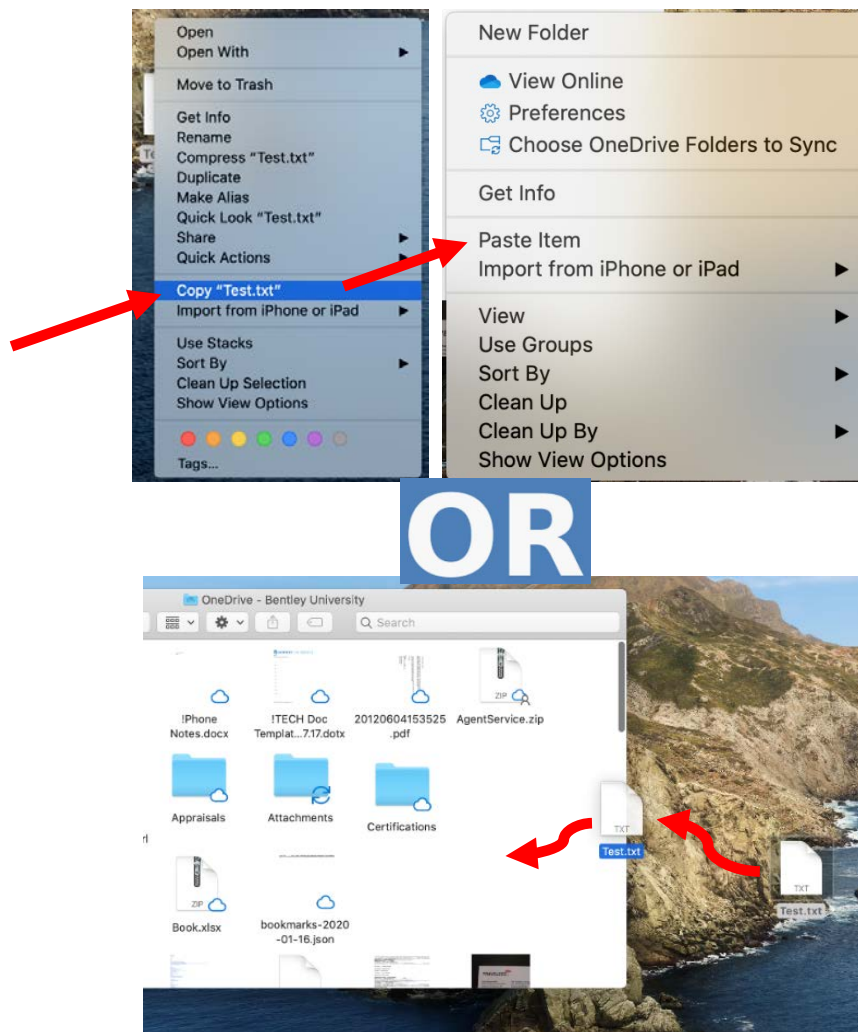 Open
Open With
Move to Trash
Get Info
Rename
Compress “Test.txt”
Duplicate
Make Alias
Quick Look “Test.txt”
Share
Quick Actions
Copy “Test.txt”
Import from iPhone or iPad
Use Stacks
Sort By
Clean Up Selection
Show View Options
Tags...
Te
New Folder
View Online
Preferences
Choose OneDrive Folders to Sync
Get Info
Paste Item
Import from iPhone or iPad
View
Use Groups
Sort By
Clean Up
Clean Up By
Show View Options
OR
OneDrive - Bentley University
Search
ZIP
!Phone
Notes.docx
!TECH Doc
Templat...7.17.dotx
20120604153525
.pdf
AgentService.zip
Appraisals
Attachments
Certifications
rl
TXT
Test.txt
TXT
Test.txt
ZIP
Book.xlsx
bookmarks-2020
-01-16.json